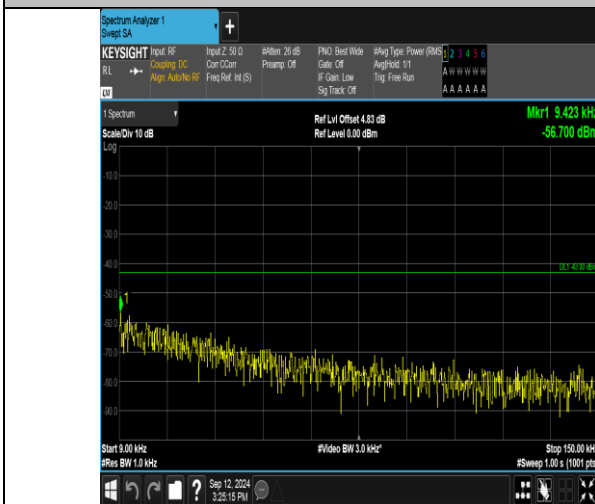 Spectrum Analyzer 1
Swept SA
+
KEYSIGHT
RL
LXI
Input: RF
Coupling: DC
Align: Auto/No RF
Input Z: 50 Ω
Corr CCorr
Freq Ref: Int (S)
#Atten: 26 dB
Preamp: Off
PNO: Best Wide
Gate: Off
IF Gain: Low
Sig Track: Off
#Avg Type: Power (RMS
Avg|Hold: 1/1
Trig: Free Run
1 2 3 4 5 6
A W W W W W
A A A A A A
1 Spectrum
Scale/Div 10 dB
Log
Ref Lvl Offset 4.83 dB
Ref Level 0.00 dBm
Mkr1 9.423 kHz
-56.700 dBm
-10.0
-20.0
-30.0
-40.0
DL1 -43.00 dBm
-50.0
1
-60.0
-70.0
-80.0
-90.0
Start 9.00 kHz
#Res BW 1.0 kHz
#Video BW 3.0 kHz*
Stop 150.00 kHz
#Sweep 1.00 s (1001 pts
?
Sep 12, 2024
3:25:15 PM